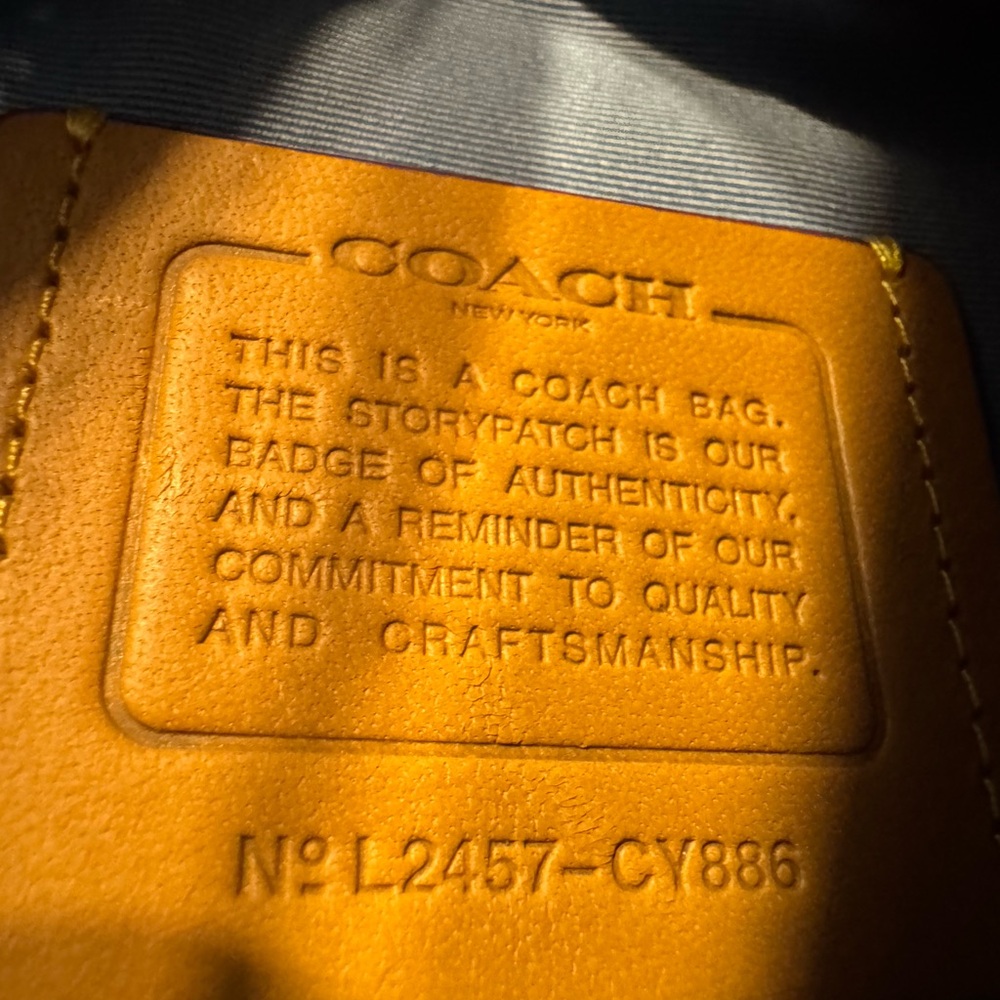 COACH
NEW YORK
THIS IS A COACH BAG.
THE STORYPATCH IS OUR
BADGE OF AUTHENTICITY,
AND A REMINDER OF OUR
COMMITMENT TO QUALITY
AND CRAFTSMANSHIP.
Nº L2457-CY886